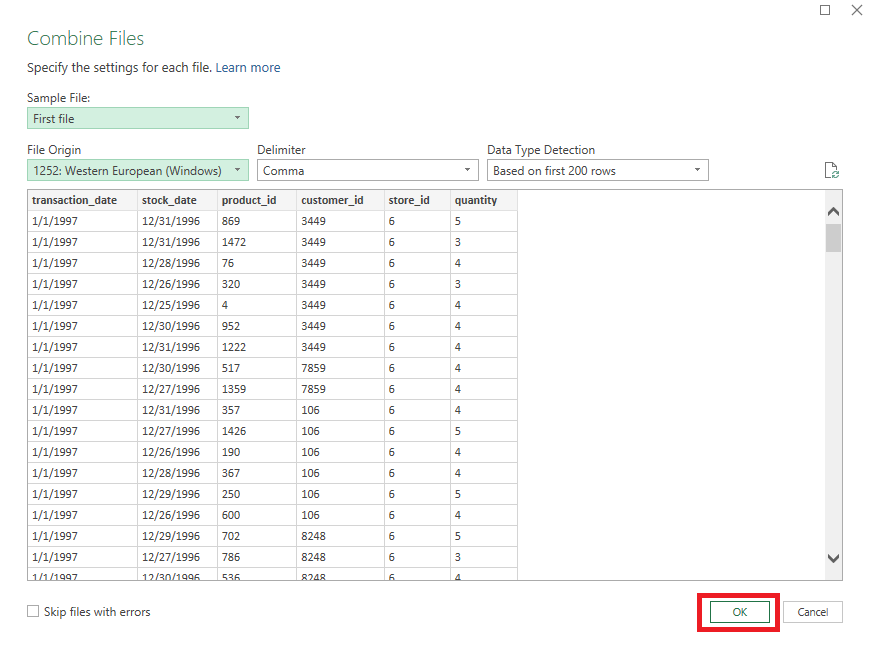 Combine Files
Specify the settings for each file. Learn more
Sample File:
First file
File Origin Delimiter Data Type Detection
1252: Western European (Windows) Comma Based on first 200 rows
transaction_date stock_date product_id customer_id store_id quantity
1/1/1997 12/31/1996 869 3449 6 5
1/1/1997 12/31/1996 1472 3449 6 3
1/1/1997 12/28/1996 76 3449 6 4
1/1/1997 12/26/1996 320 3449 6 3
1/1/1997 12/25/1996 4 3449 6 4
1/1/1997 12/30/1996 952 3449 6 4
1/1/1997 12/31/1996 1222 3449 6 4
1/1/1997 12/30/1996 517 7859 6 4
1/1/1997 12/27/1996 1359 7859 6 4
1/1/1997 12/31/1996 357 106 6 4
1/1/1997 12/27/1996 1426 106 6 5
1/1/1997 12/26/1996 190 106 6 4
1/1/1997 12/28/1996 367 106 6 4
1/1/1997 12/29/1996 250 106 6 5
1/1/1997 12/26/1996 600 106 6 4
1/1/1997 12/29/1996 702 8248 6 5
1/1/1997 12/27/1996 786 8248 6 3
1/1/1997 12/30/1996 536 8248 6 4
Skip files with errors
OK Cancel